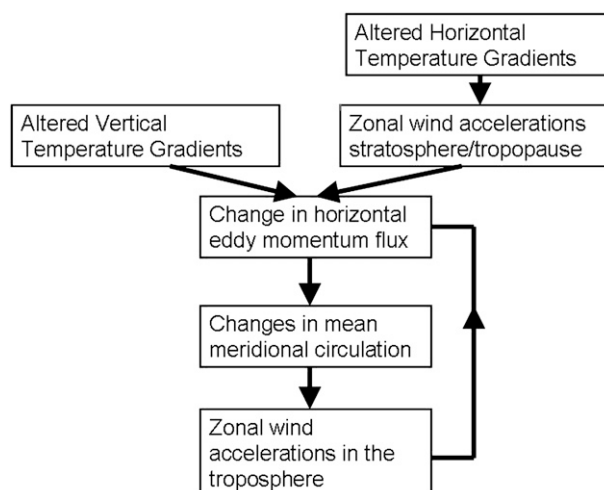 Altered Horizontal
Temperature Gradients
Altered Vertical
Temperature Gradients
Zonal wind accelerations
stratosphere/tropopause
Change in horizontal
eddy momentum flux
Changes in mean
meridional circulation
Zonal wind
accelerations in the
troposphere